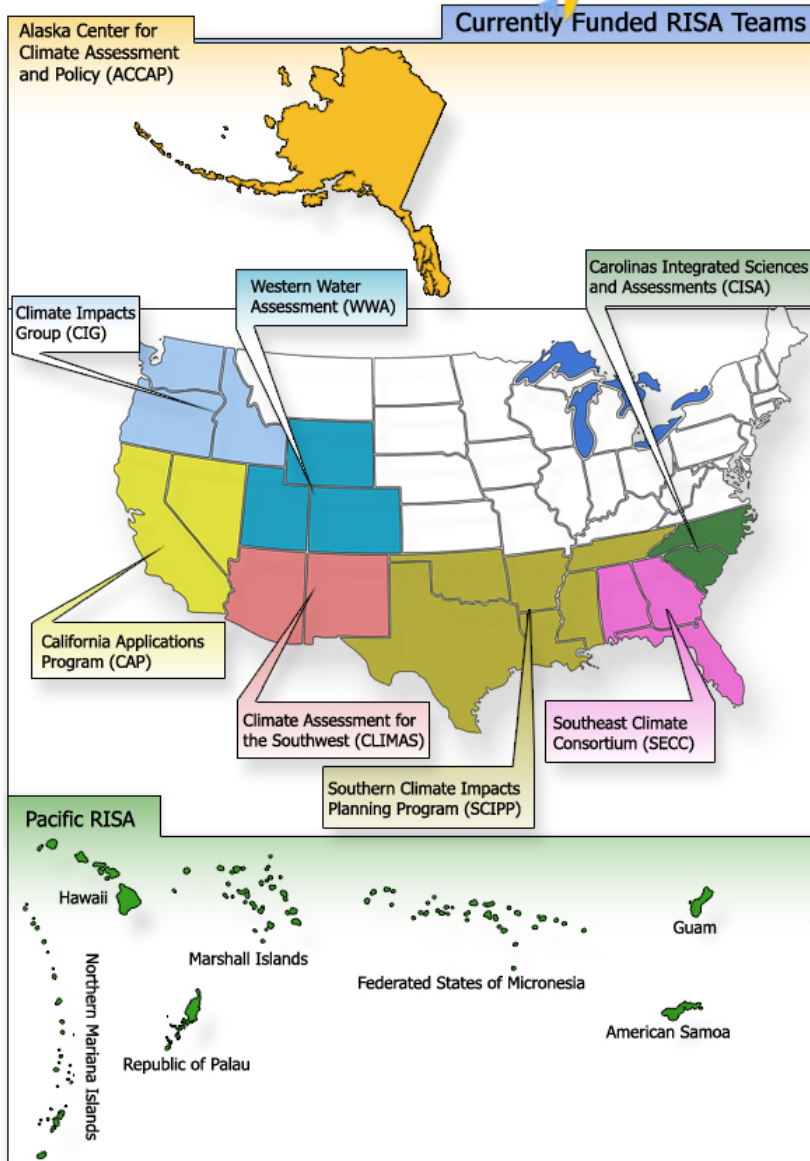 Currently Funded RISA Teams
Alaska Center for
Climate Assessment
and Policy (ACCAP)
Western Water
Assessment (WWA)
Carolinas Integrated Sciences
and Assessments (CISA)
Climate Impacts
Group (CIG)
California Applications
Program (CAP)
Climate Assessment for
the Southwest (CLIMAS)
Southeast Climate
Consortium (SECC)
Southern Climate Impacts
Planning Program (SCIPP)
Pacific RISA
Hawaii
Marshall Islands
Federated States of Micronesia
Guam
Northern Mariana Islands
Republic of Palau
American Samoa